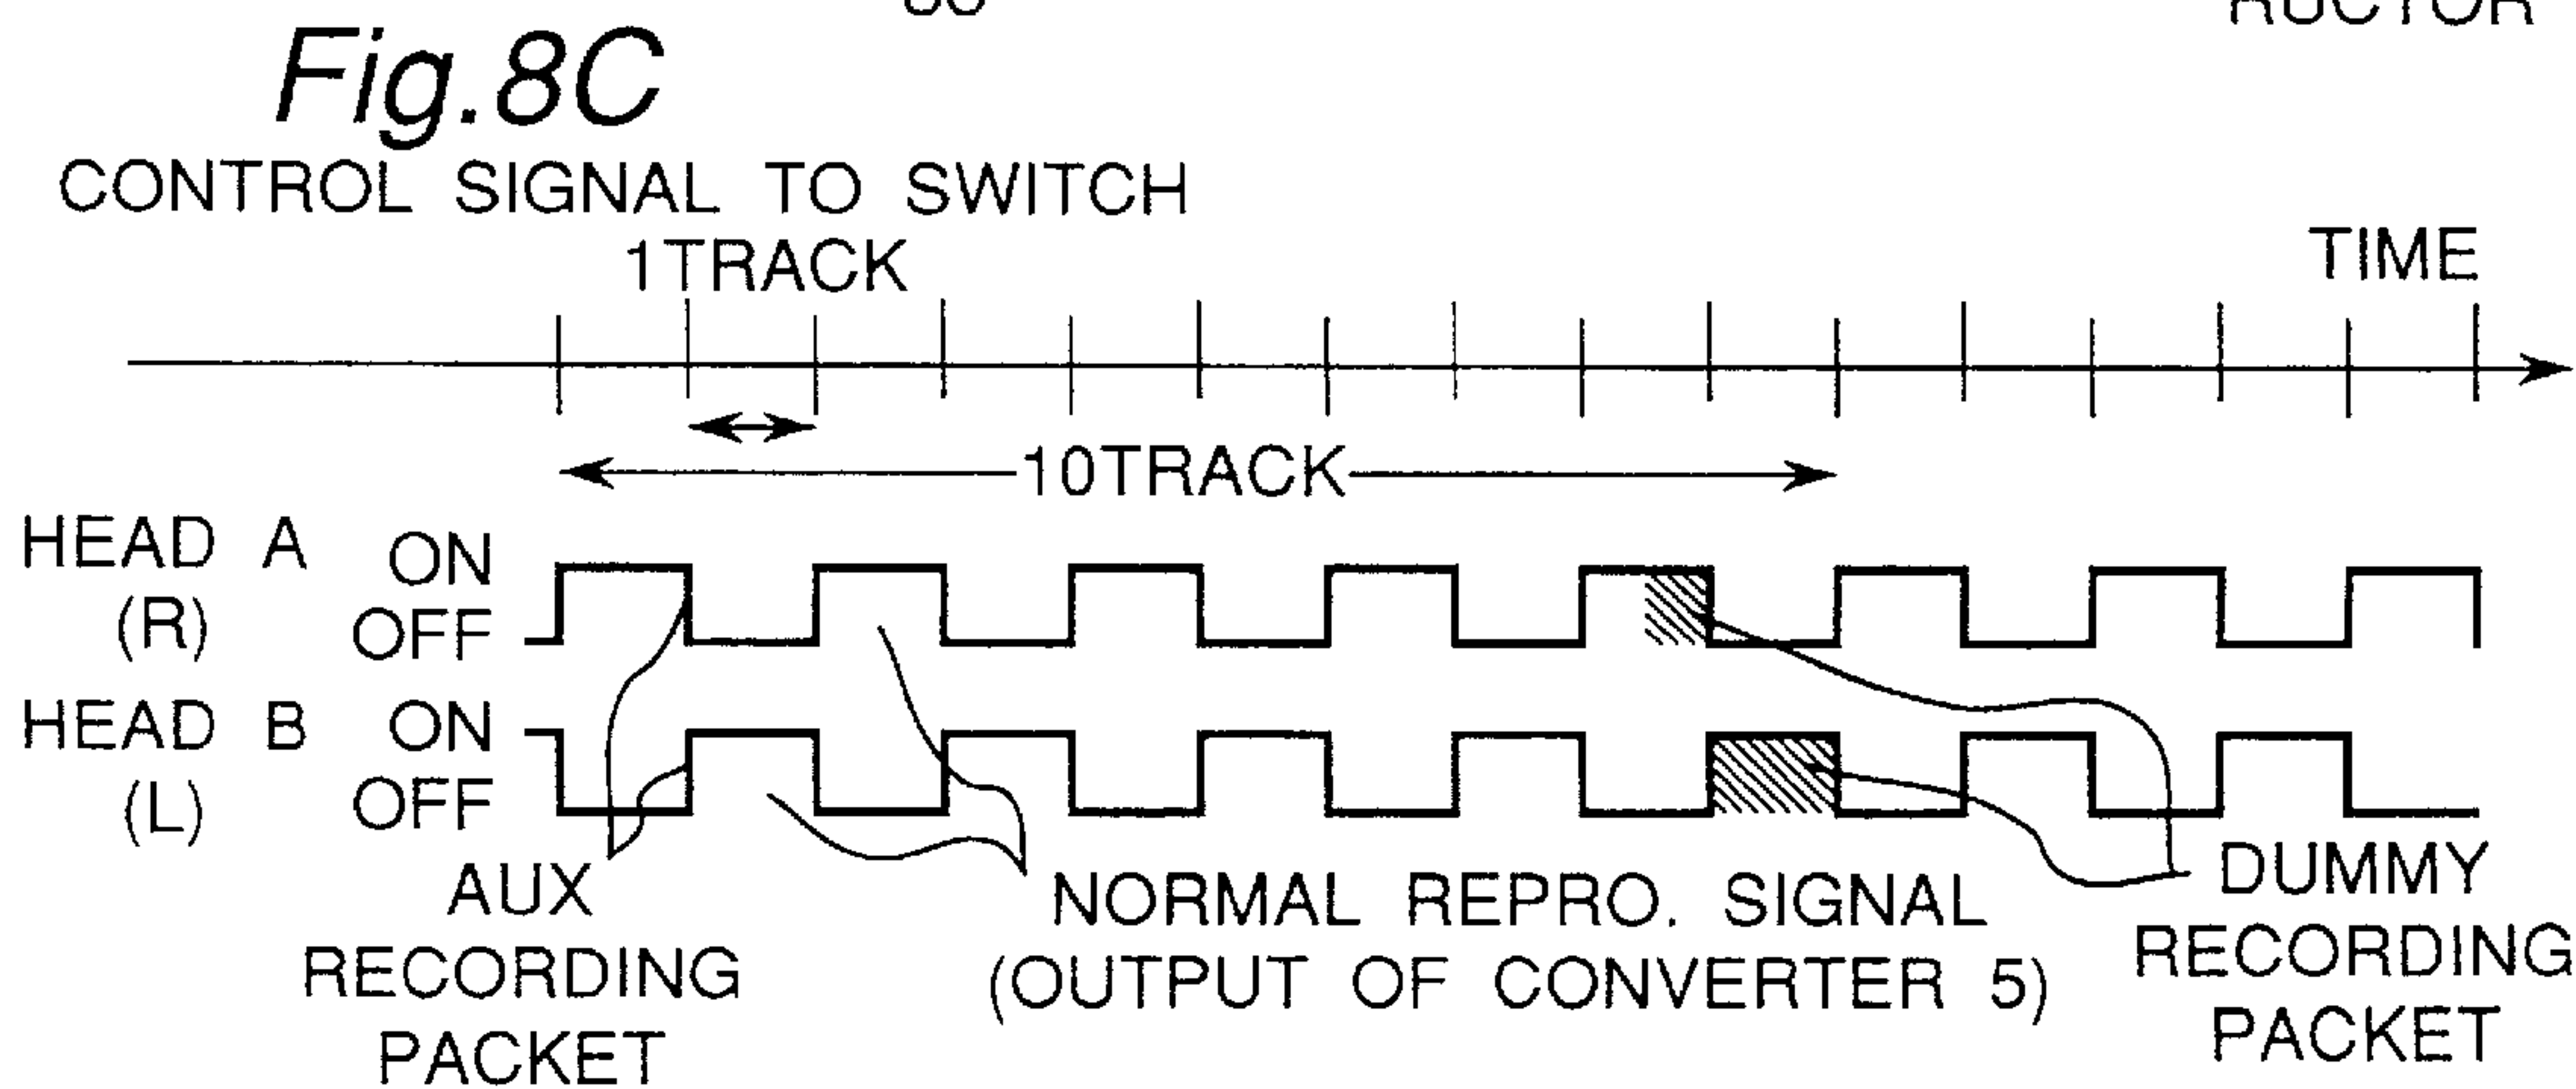 Fig.8C
CONTROL SIGNAL TO SWITCH
1TRACK
TIME
10TRACK
HEAD A ON
(R) OFF
HEAD B ON
(L) OFF
AUX
RECORDING
PACKET
NORMAL REPRO. SIGNAL
(OUTPUT OF CONVERTER 5)
DUMMY
RECORDING
PACKET